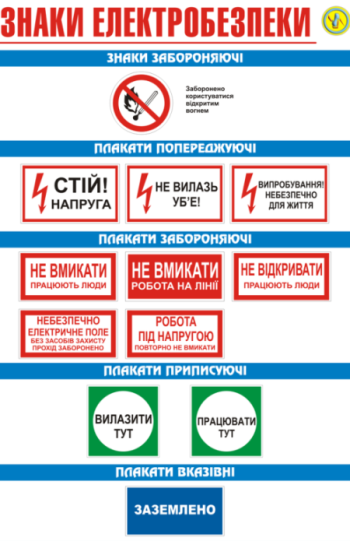 ЗНАКИ ЕЛЕКТРОБЕЗПЕКИ
ЗНАКИ ЗАБОРОНЯЮЧІ
Заборонено
користуватися
відкритим
вогнем
ПЛАКАТИ ПОПЕРЕДЖУЮЧІ
СТІЙ!
НАПРУГА
НЕ ВИЛАЗЬ
УБ'Е!
ВИПРОБУВАННЯ!
НЕБЕЗПЕЧНО
ДЛЯ ЖИТТЯ
ПЛАКАТИ ЗАБОРОНЯЮЧІ
НЕ ВМИКАТИ
ПРАЦЮЮТЬ ЛЮДИ
НЕ ВМИКАТИ
РОБОТА НА ЛІНІЇ
НЕ ВІДКРИВАТИ
ПРАЦЮЮТЬ ЛЮДИ
НЕБЕЗПЕЧНО
ЕЛЕКТРИЧНЕ ПОЛЕ
БЕЗ ЗАСОБІВ ЗАХИСТУ
ПРОХІД ЗАБОРОНЕНО
РОБОТА
ПІД НАПРУГОЮ
ПОВТОРНО НЕ ВМИКАТИ
ПЛАКАТИ ПРИПИСУЮЧІ
ВИЛАЗИТИ
ТУТ
ПРАЦЮВАТИ
ТУТ
ПЛАКАТИ ВКАЗІВНІ
ЗАЗЕМЛЕНО